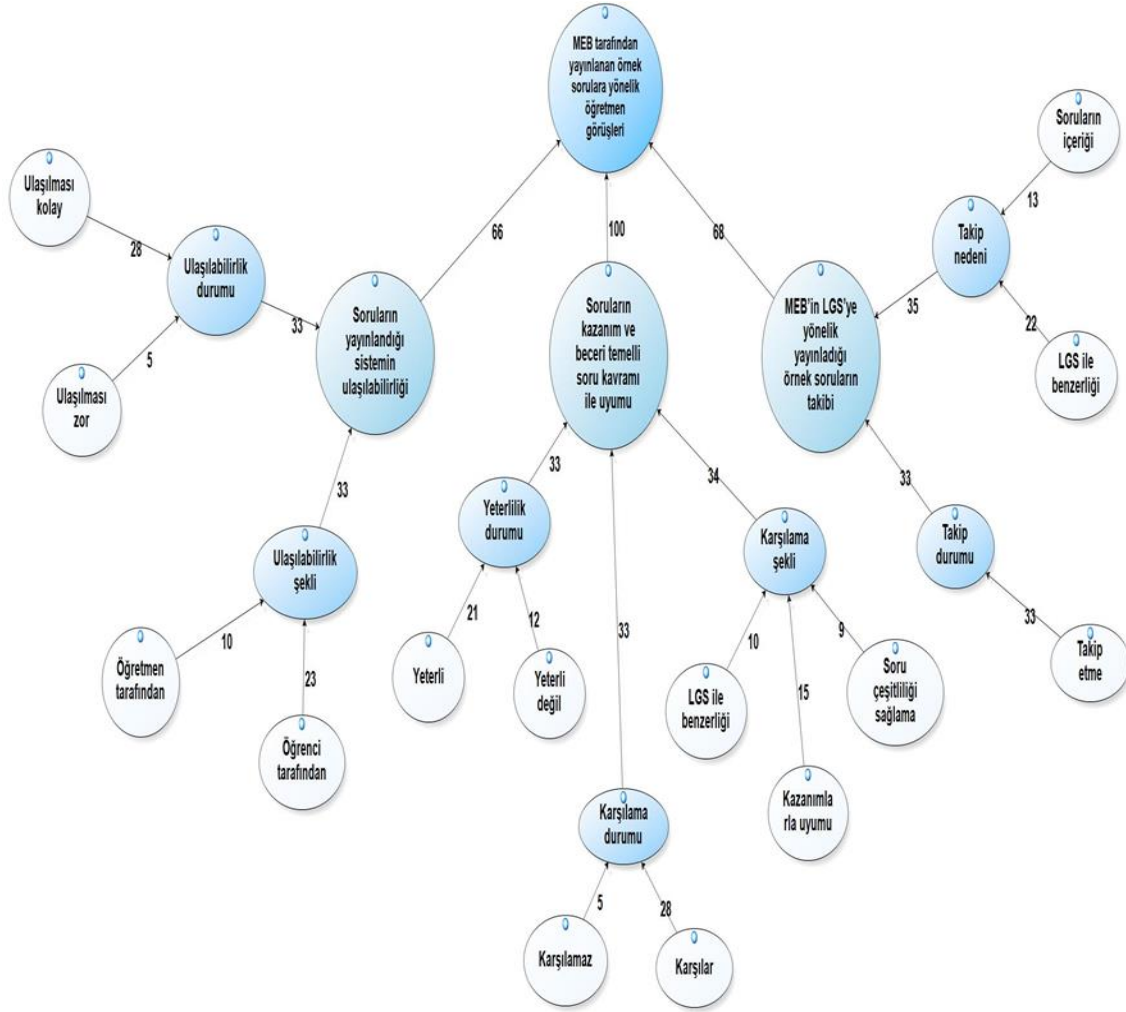 MEB tarafından
yayınlanan örnek
sorulara yönelik
öğretmen
görüşleri
Soruların
içeriği
Ulaşılması
kolay
13
28
66
100
68
Takip
nedeni
Ulaşılabilirlik
durumu
33
Soruların
yayınlandığı
sistemin
ulaşılabilirliği
Soruların
kazanım ve
beceri temelli
soru kavramı
ile uyumu
MEB'in LGS'ye
yönelik
yayınladığı
örnek soruların
takibi
35
22
5
Ulaşılması
zor
LGS ile
benzerliği
33
33
34
33
Yeterlilik
durumu
Karşılama
şekli
Takip
durumu
Ulaşılabilirlik
şekli
10
23
21
12
33
10
15
9
33
Öğretmen
tarafından
Öğrenci
tarafından
Yeterli
Yeterli
değil
LGS ile
benzerliği
Soru
çeşitliliği
sağlama
Takip
etme
Kazanımla
rla uyumu
Karşılama
durumu
5
28
Karşılamaz
Karşılar